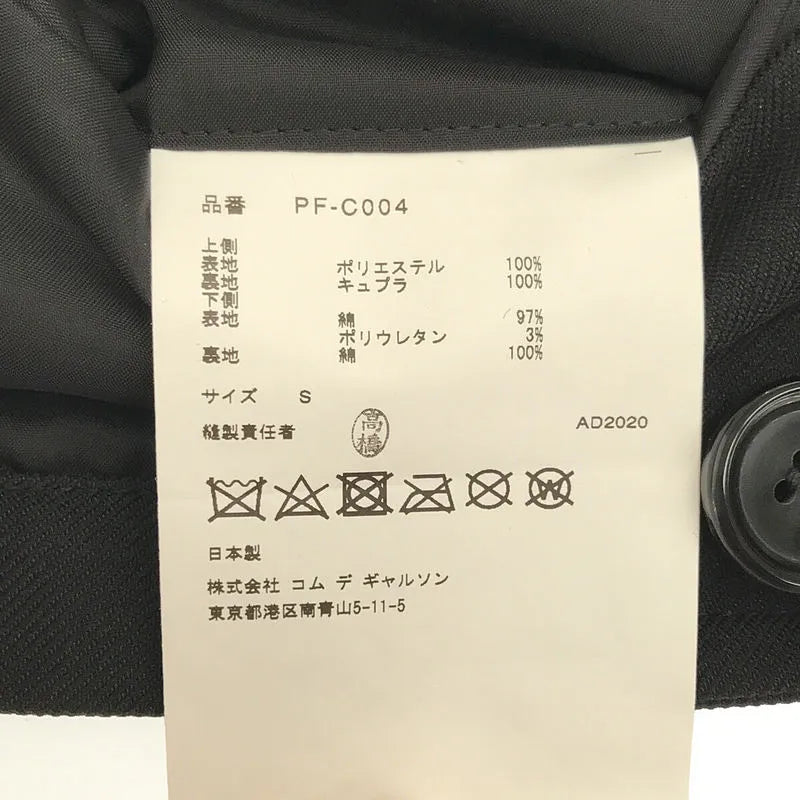 品番 PF-C004
上側
表地 ポリエステル 100%
裏地 キュプラ 100%
下側
表地 綿 97%
ポリウレタン 3%
裏地 綿 100%
サイズ S
縫製責任者 高橋 AD2020
W
日本製
株式会社 コム デ ギャルソン
東京都港区南青山5-11-5